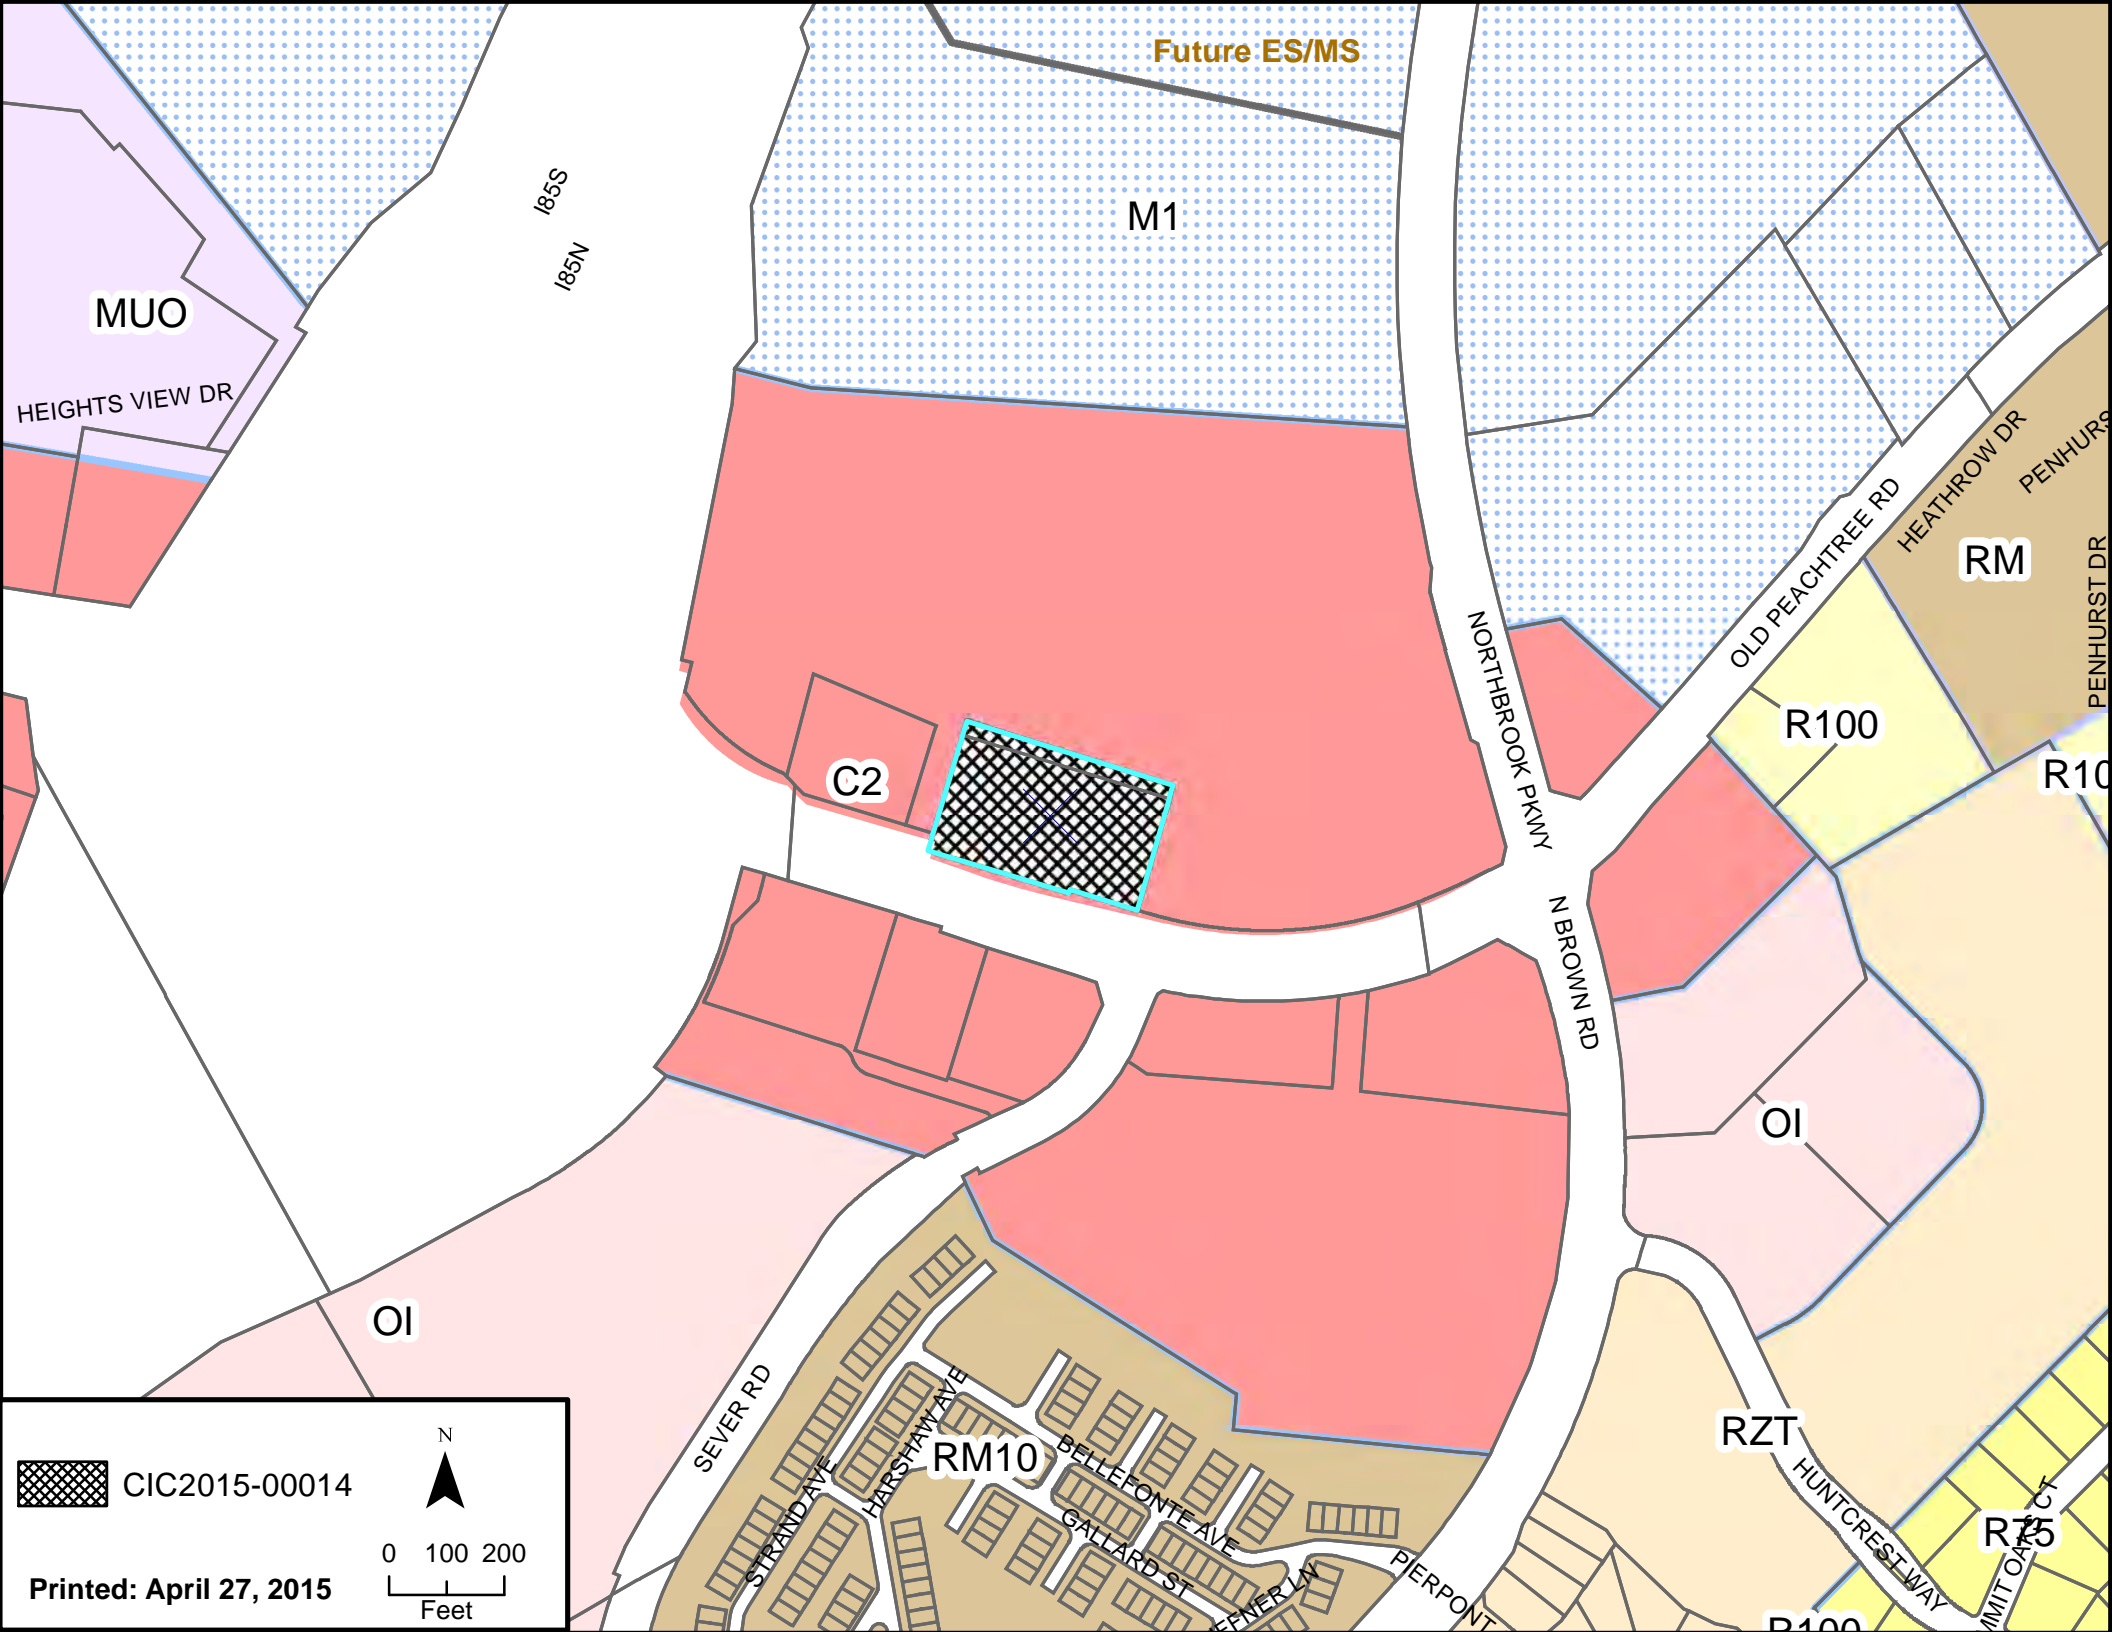 Future ES/MS
I85S
M1
I85N
MUO
HEIGHTS VIEW DR
HEATHROW DR
OLD PEACHTREE RD
RM
PENHURST DR
NORTHBROOK PKWY
R100
C2
N BROWN RD
OI
OI
SEVER RD
HARSHAW AVE
RM10
BELLEFONTE AVE
STRAND AVE
GALLARD ST
PIERPONT
RZT
HUNTCREST WAY
R75
R100
CIC2015-00014
N
0 100 200
Feet
Printed: April 27, 2015